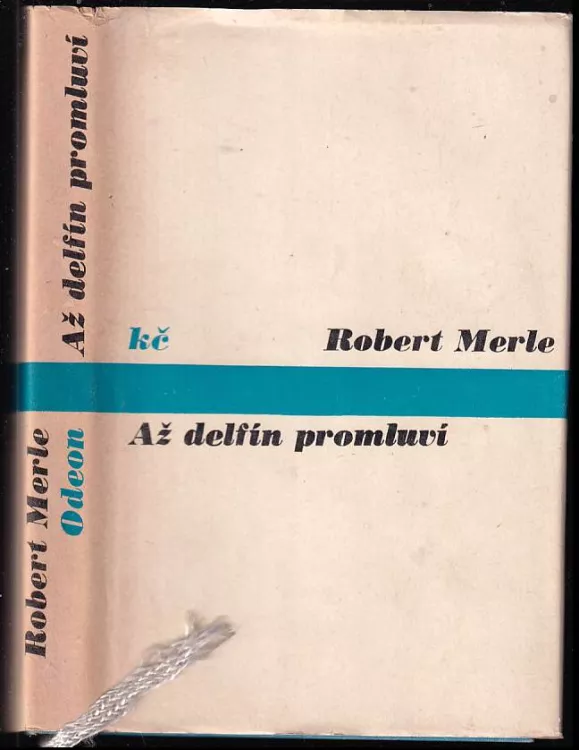 Robert Merle
Až delfín promluví
Odeon
kč
Robert Merle
Až delfín promluví